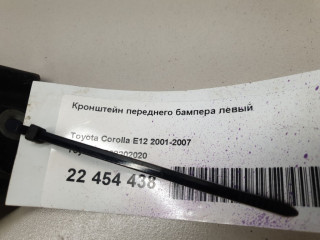 Кронштейн переднего бампера левый
Toyota Corolla E12 2001-2007
22 454 438